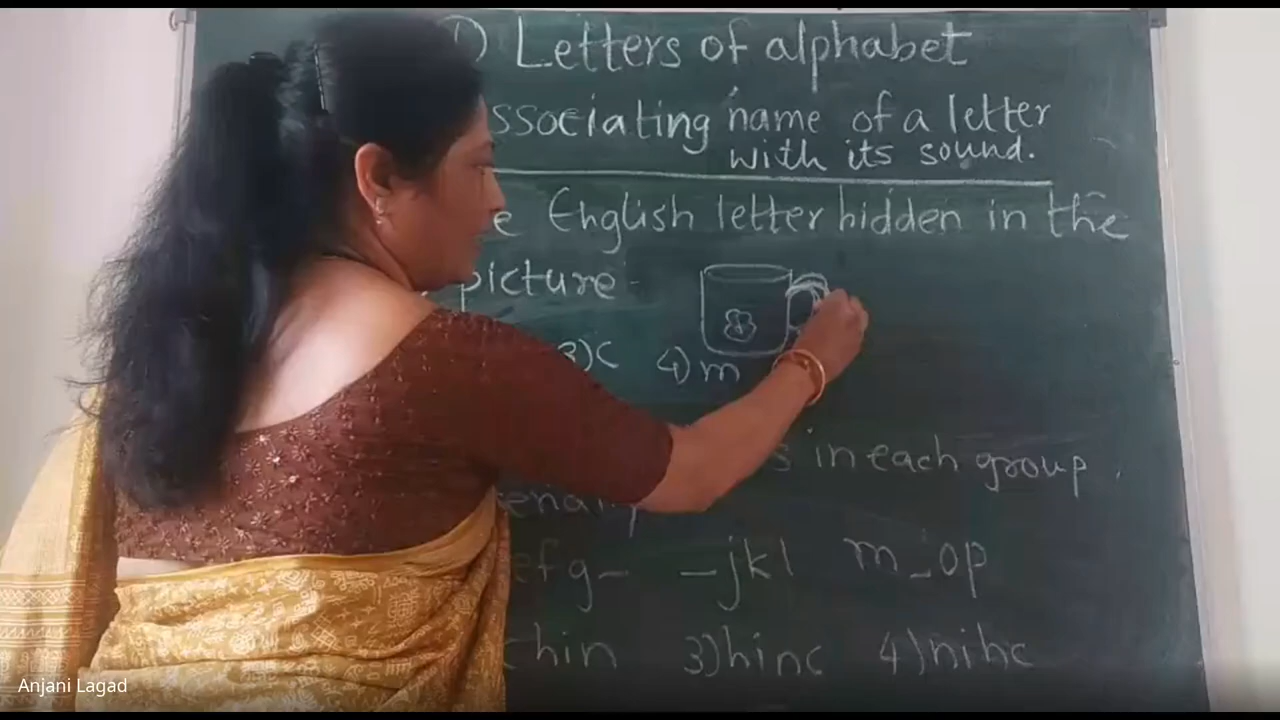 1) Letters of alphabet
ssociating name of a letter
with its sound.
e English letter hidden in the
picture-
3)c 4)m
s in each group
efg_ _jkl m_op
chin 3)hinc 4)nihc
Anjani Lagad